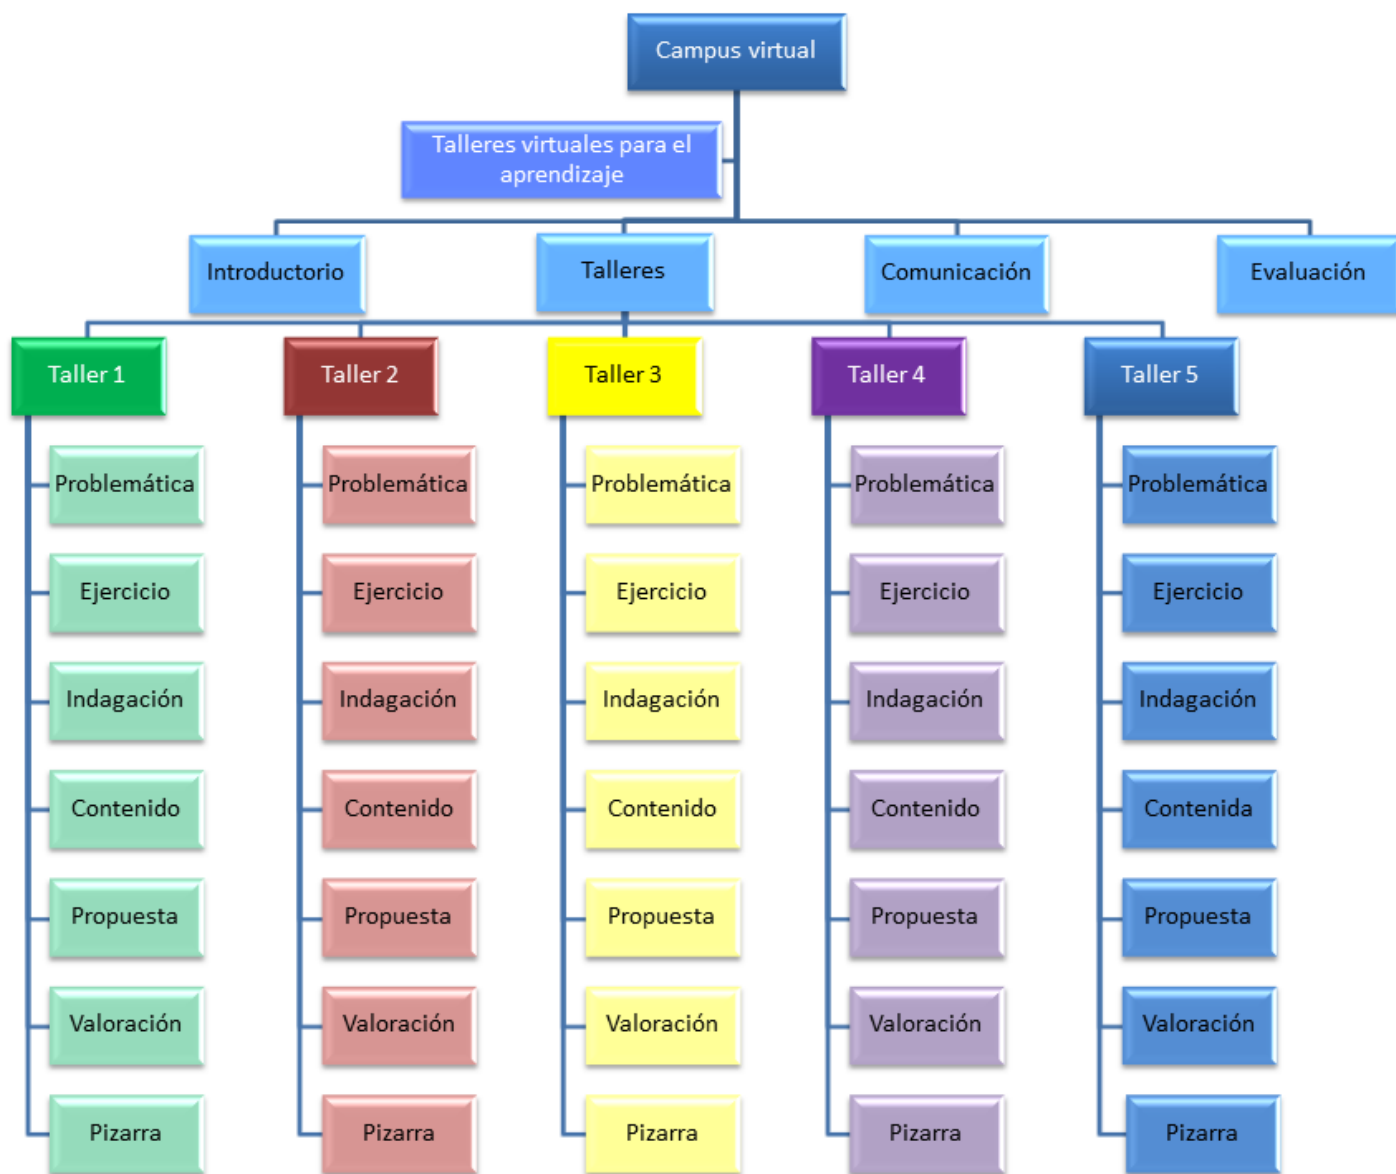 Campus virtual
Talleres virtuales para el
aprendizaje
Introductorio
Talleres
Comunicación
Evaluación
Taller 1
Taller 2
Taller 3
Taller 4
Taller 5
Problemática
Problemática
Problemática
Problemática
Problemática
Ejercicio
Ejercicio
Ejercicio
Ejercicio
Ejercicio
Indagación
Indagación
Indagación
Indagación
Indagación
Contenido
Contenido
Contenido
Contenido
Contenida
Propuesta
Propuesta
Propuesta
Propuesta
Propuesta
Valoración
Valoración
Valoración
Valoración
Valoración
Pizarra
Pizarra
Pizarra
Pizarra
Pizarra